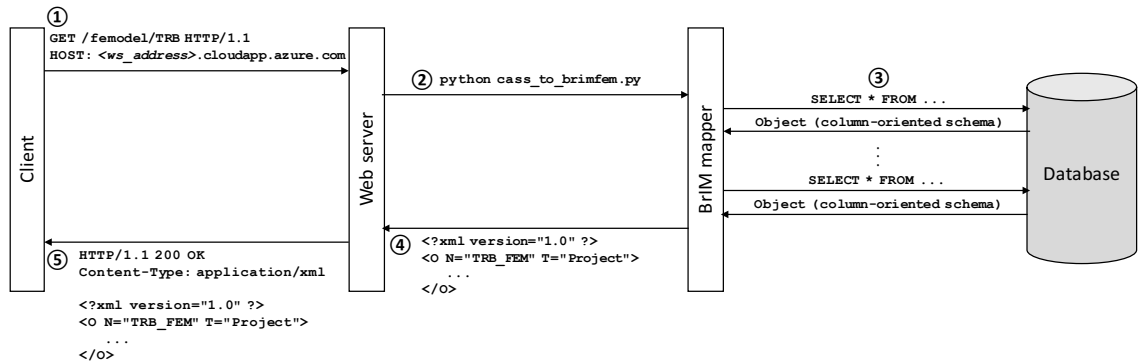 ①
GET /femodel/TRB HTTP/1.1
HOST: <ws_address>.cloudapp.azure.com
② python cass_to_brimfem.py
③
SELECT * FROM ...
Object (column-oriented schema)
.
.
.
SELECT * FROM ...
Object (column-oriented schema)
Client
Web server
BrIM mapper
Database
④ <?xml version="1.0" ?>
<O N="TRB_FEM" T="Project">
...
</O>
⑤ HTTP/1.1 200 OK
Content-Type: application/xml
<?xml version="1.0" ?>
<O N="TRB_FEM" T="Project">
...
</O>